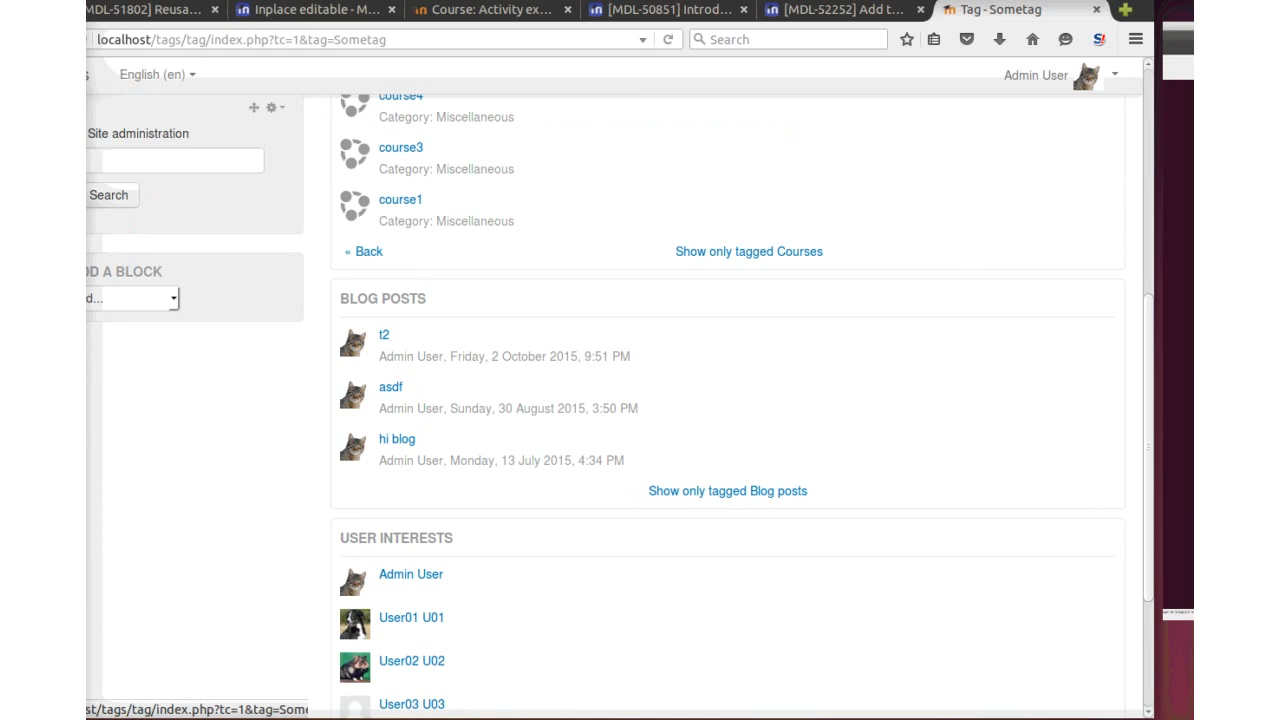 MDL-51802] Reusa...
Inplace editable - M...
Course: Activity ex...
[MDL-50851] Introd...
[MDL-52252] Add t...
Tag - Sometag
localhost/tags/tag/index.php?tc=1&tag=Sometag
Search
English (en)
Admin User
Site administration
Search
DD A BLOCK
d...
course4
Category: Miscellaneous
course3
Category: Miscellaneous
course1
Category: Miscellaneous
« Back
Show only tagged Courses
BLOG POSTS
t2
Admin User, Friday, 2 October 2015, 9:51 PM
asdf
Admin User, Sunday, 30 August 2015, 3:50 PM
hi blog
Admin User, Monday, 13 July 2015, 4:34 PM
Show only tagged Blog posts
USER INTERESTS
Admin User
User01 U01
User02 U02
User03 U03
st/tags/tag/index.php?tc=1&tag=Some